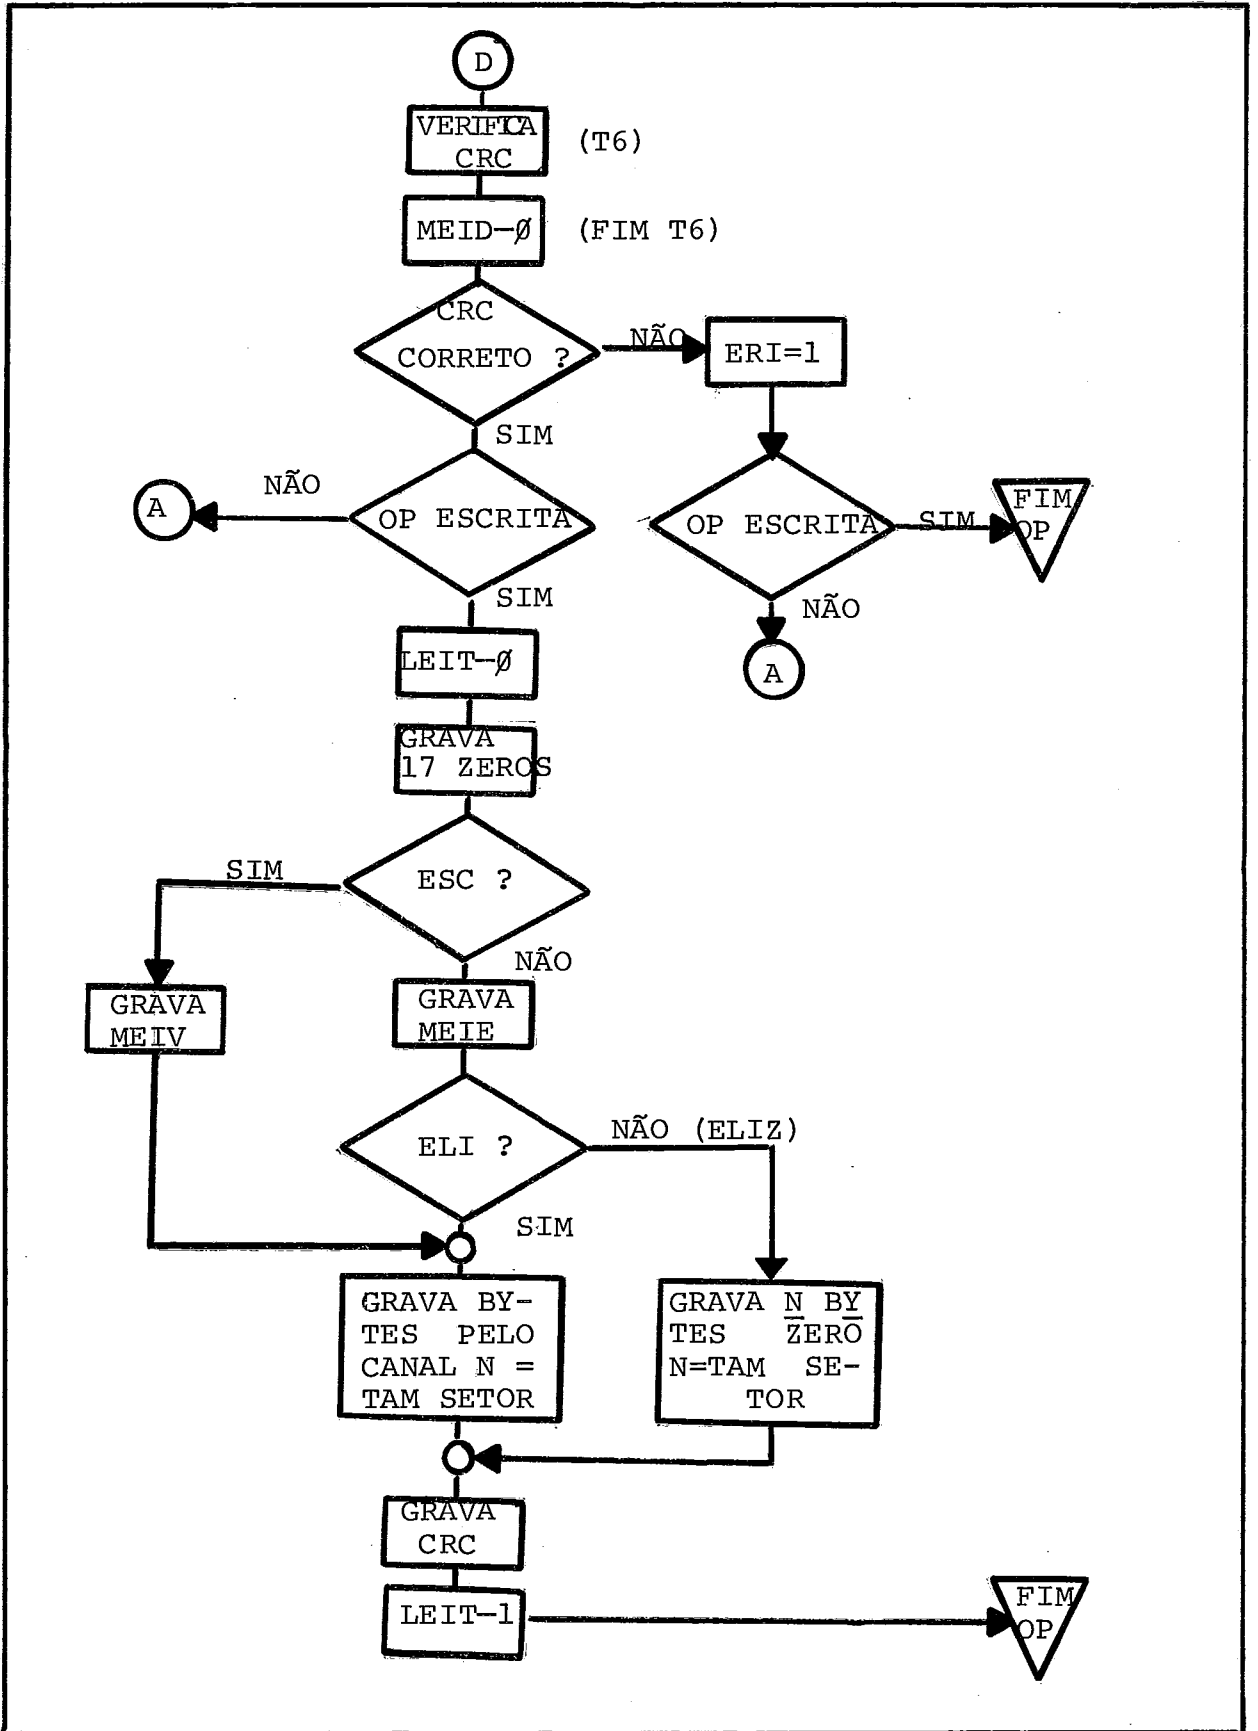 D
VERIFICA
CRC
(T6)
MEID-Ø
(FIM T6)
CRC
CORRETO ?
NÃO
ERI=1
SIM
NÃO
A
OP ESCRITA
OP ESCRITA
SIM
FIM
OP
SIM
NÃO
LEIT-Ø
A
GRAVA
17 ZEROS
SIM
ESC ?
NÃO
GRAVA
MEIV
GRAVA
MEIE
NÃO (ELIZ)
ELI ?
SIM
GRAVA BY-
TES PELO
CANAL N =
TAM SETOR
GRAVA N BY
TES ZERO
N=TAM SE-
TOR
GRAVA
CRC
LEIT-1
FIM
OP